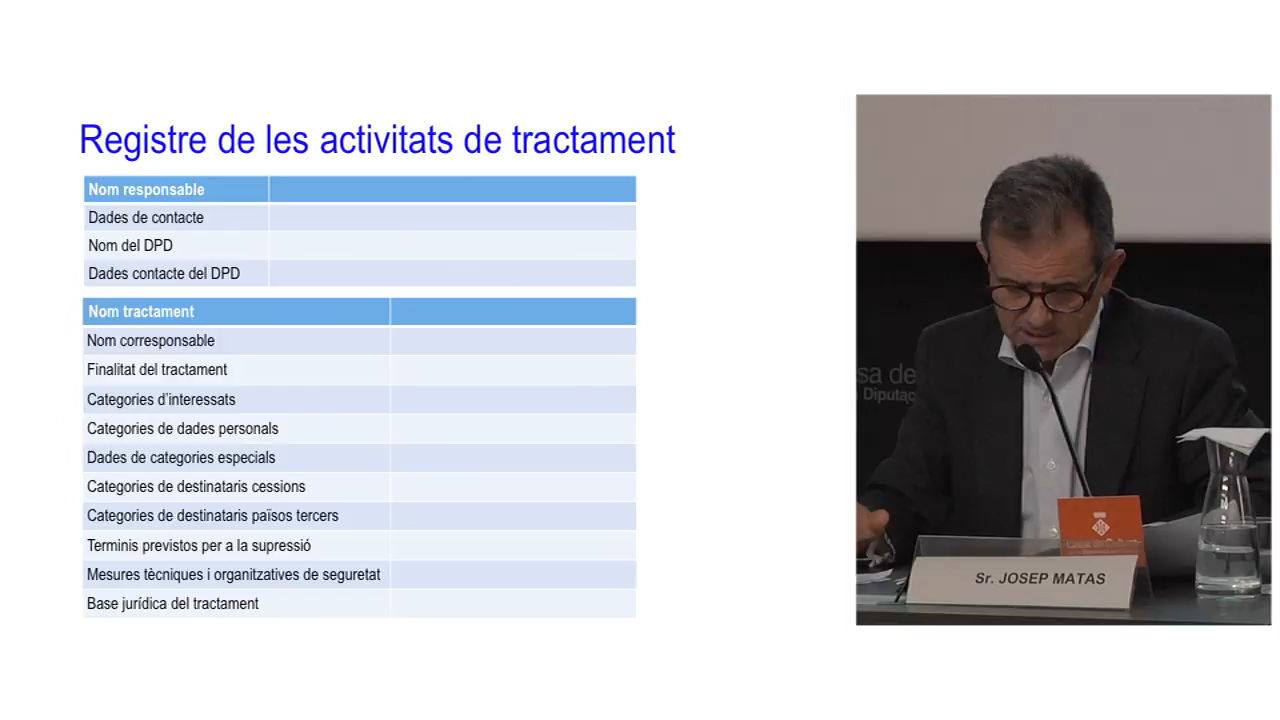 Registre de les activitats de tractament
Nom responsable
Dades de contacte
Nom del DPD
Dades contacte del DPD
Nom tractament
Nom corresponsable
Finalitat del tractament
Categories d’interessats
Categories de dades personals
Dades de categories especials
Categories de destinataris cessions
Categories de destinataris països tercers
Terminis previstos per a la supressió
Mesures tècniques i organitzatives de seguretat
Base jurídica del tractament
sa de
Diputac
Sr. JOSEP MATAS